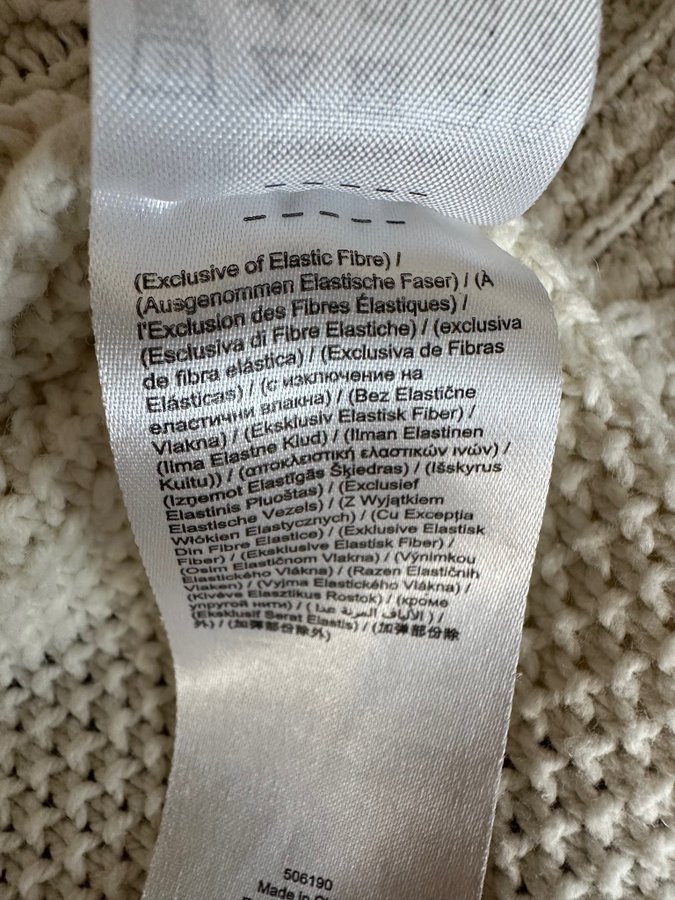 (Exclusive of Elastic Fibre) /
(Ausgenommen Elastische Faser) / (À
l'Exclusion des Fibres Élastiques) /
(Esclusiva di Fibre Elastiche) / (exclusiva
de fibra elástica) / (Exclusiva de Fibras
Elásticas) / (с изключение на
еластични влакна) / (Bez Elastične
Vlakna) / (Eksklusiv Elastisk Fiber) /
(Ilma Elastne Kiud) / (Ilman Elastinen
Kuitu)) / (αποκλειστική ελαστικών ινών) /
(Izņemot Elastīgās Šķiedras) / (Išskyrus
Elastinis Pluoštas) / (Exclusief
Elastische Vezels) / (Z Wyjątkiem
Włókien Elastycznych) / (Cu Excepția
Din Fibre Elastice) / (Exklusive Elastisk
Fiber) / (Eksklusive Elastisk Fiber) /
(Osim Elastičnom Vlakna) / (Výnimkou
Elastického Vlákna) / (Razen Elastičnih
Vlaken) / (Vyjma Elastického Vlákna) /
(Kivéve Elasztikus Rostok) / (кроме
упругой нити) / (الألياف المرنة عدا) /
(Eksklusif Serat Elastis) / (加弹部份除
外) / (加彈部份除外)
506190
Made in